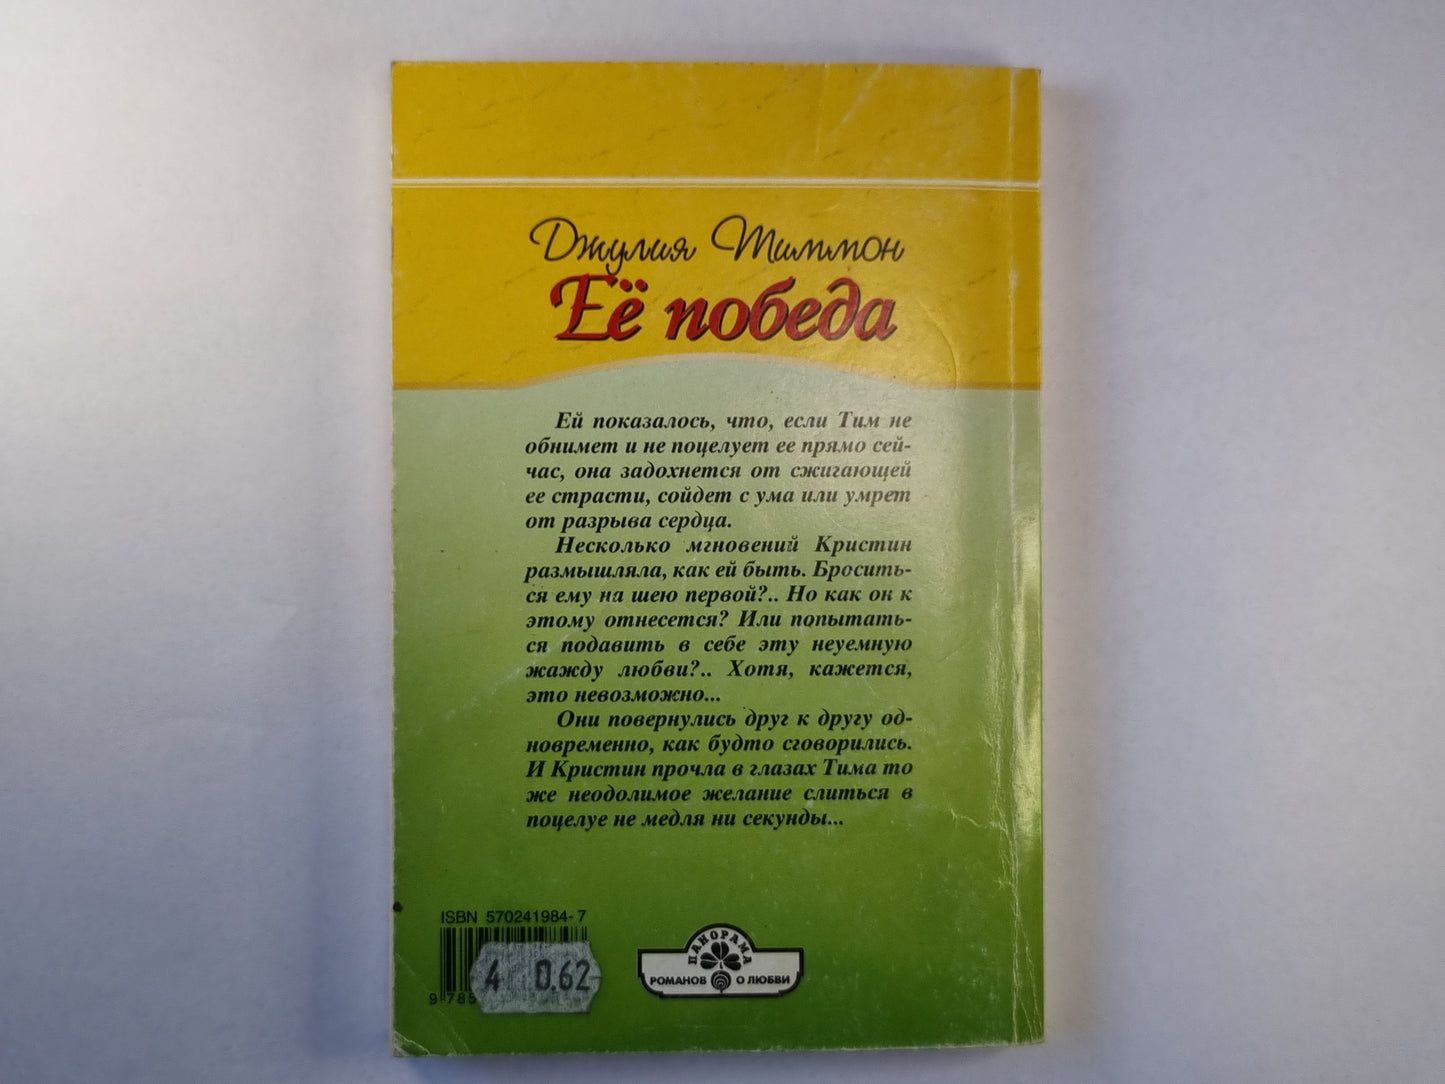 Джулия Тиммон
Её победа
Ей показалось, что, если Тим не
обнимет и не поцелует ее прямо сей-
час, она задохнется от сжигающей
ее страсти, сойдет с ума или умрет
от разрыва сердца.
Несколько мгновений Кристин
размышляла, как ей быть. Бросить-
ся ему на шею первой?.. Но как он к
этому отнесется? Или попытать-
ся подавить в себе эту неуемную
жажду любви?.. Хотя, кажется,
это невозможно...
Они повернулись друг к другу од-
новременно, как будто сговорились.
И Кристин прочла в глазах Тима то
же неодолимое желание слиться в
поцелуе не медля ни секунды...
ISBN 570241984-7
4 0.62
9 785
ПАНОРАМА
РОМАНОВ О ЛЮБВИ